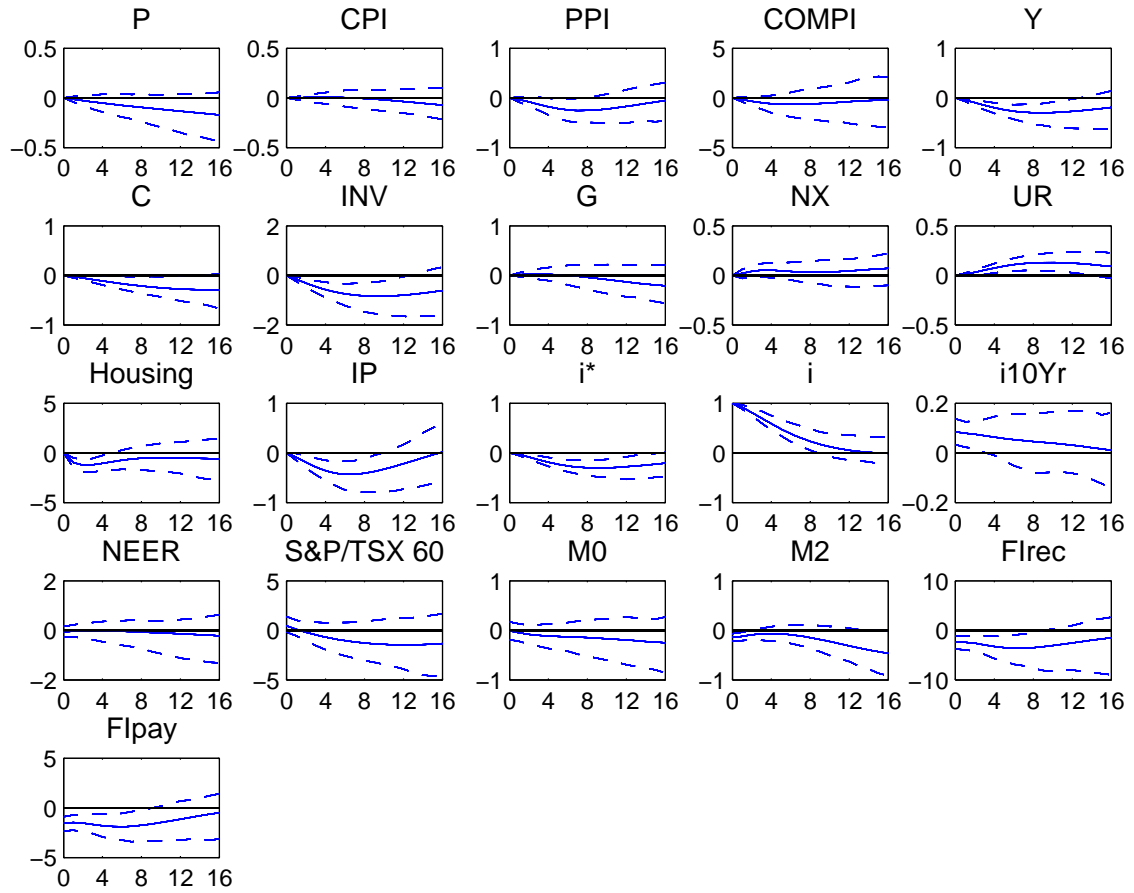 P CPI PPI COMPI Y
0.5 0.5 1 5 1
0 0 0 0 0
−0.5 −0.5 −1 −5 −1
0 4 8 12 16 0 4 8 12 16 0 4 8 12 16 0 4 8 12 16 0 4 8 12 16
C INV G NX UR
1 2 1 0.5 0.5
0 0 0 0 0
−1 −2 −1 −0.5 −0.5
0 4 8 12 16 0 4 8 12 16 0 4 8 12 16 0 4 8 12 16 0 4 8 12 16
Housing IP i* i i10Yr
5 1 1 1 0.2
0 0 0 0 0
−5 −1 −1 −1 −0.2
0 4 8 12 16 0 4 8 12 16 0 4 8 12 16 0 4 8 12 16 0 4 8 12 16
NEER S&P/TSX 60 M0 M2 FIrec
2 5 1 1 10
0 0 0 0 0
−2 −5 −1 −1 −10
0 4 8 12 16 0 4 8 12 16 0 4 8 12 16 0 4 8 12 16 0 4 8 12 16
FIpay
5
0
−5
0 4 8 12 16